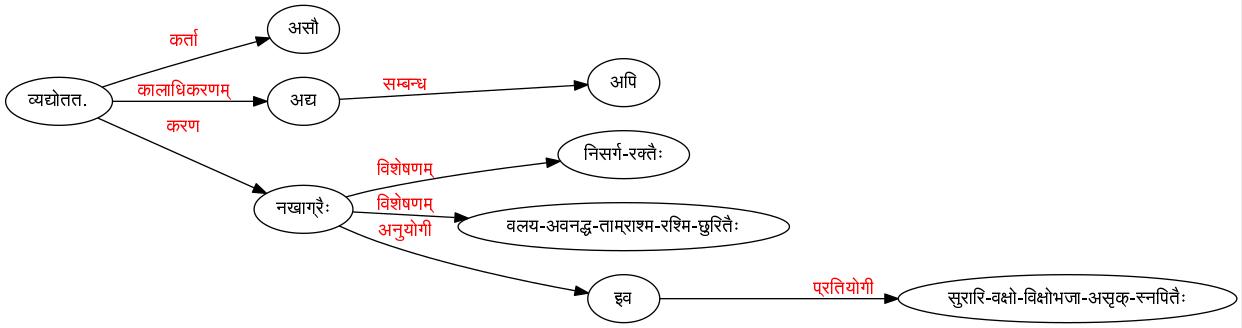 असौ
कर्ता
व्यद्योतत.
कालाधिकरणम्
अद्य
सम्बन्ध
अपि
करण
निसर्ग-रक्तैः
विशेषणम्
नखाग्रैः
विशेषणम्
वलय-अवनद्ध-ताम्राश्म-रश्मि-छुरितैः
अनुयोगी
इव
प्रतियोगी
सुरारि-वक्षो-विक्षोभजा-असृक्-स्नपितैः